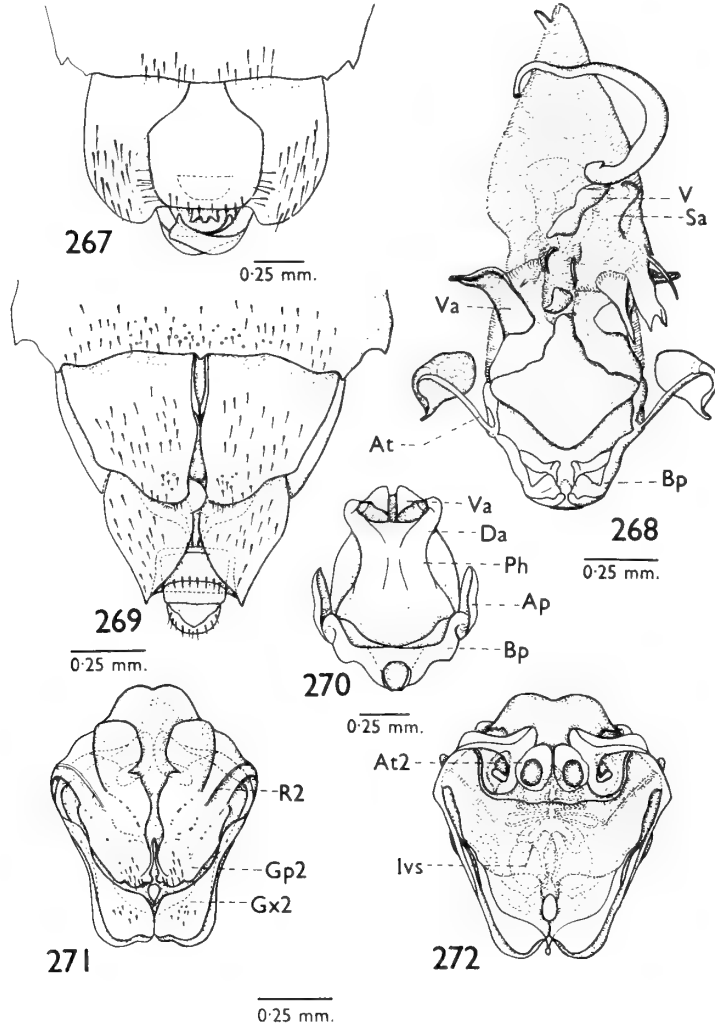 267
0·25 mm.
V
Sa
Va
At
Bp
268
0·25 mm.
269
0·25 mm.
Va
Da
Ph
Ap
Bp
270
0·25 mm.
R2
Gp2
Gx2
271
At2
Ivs
272
0·25 mm.